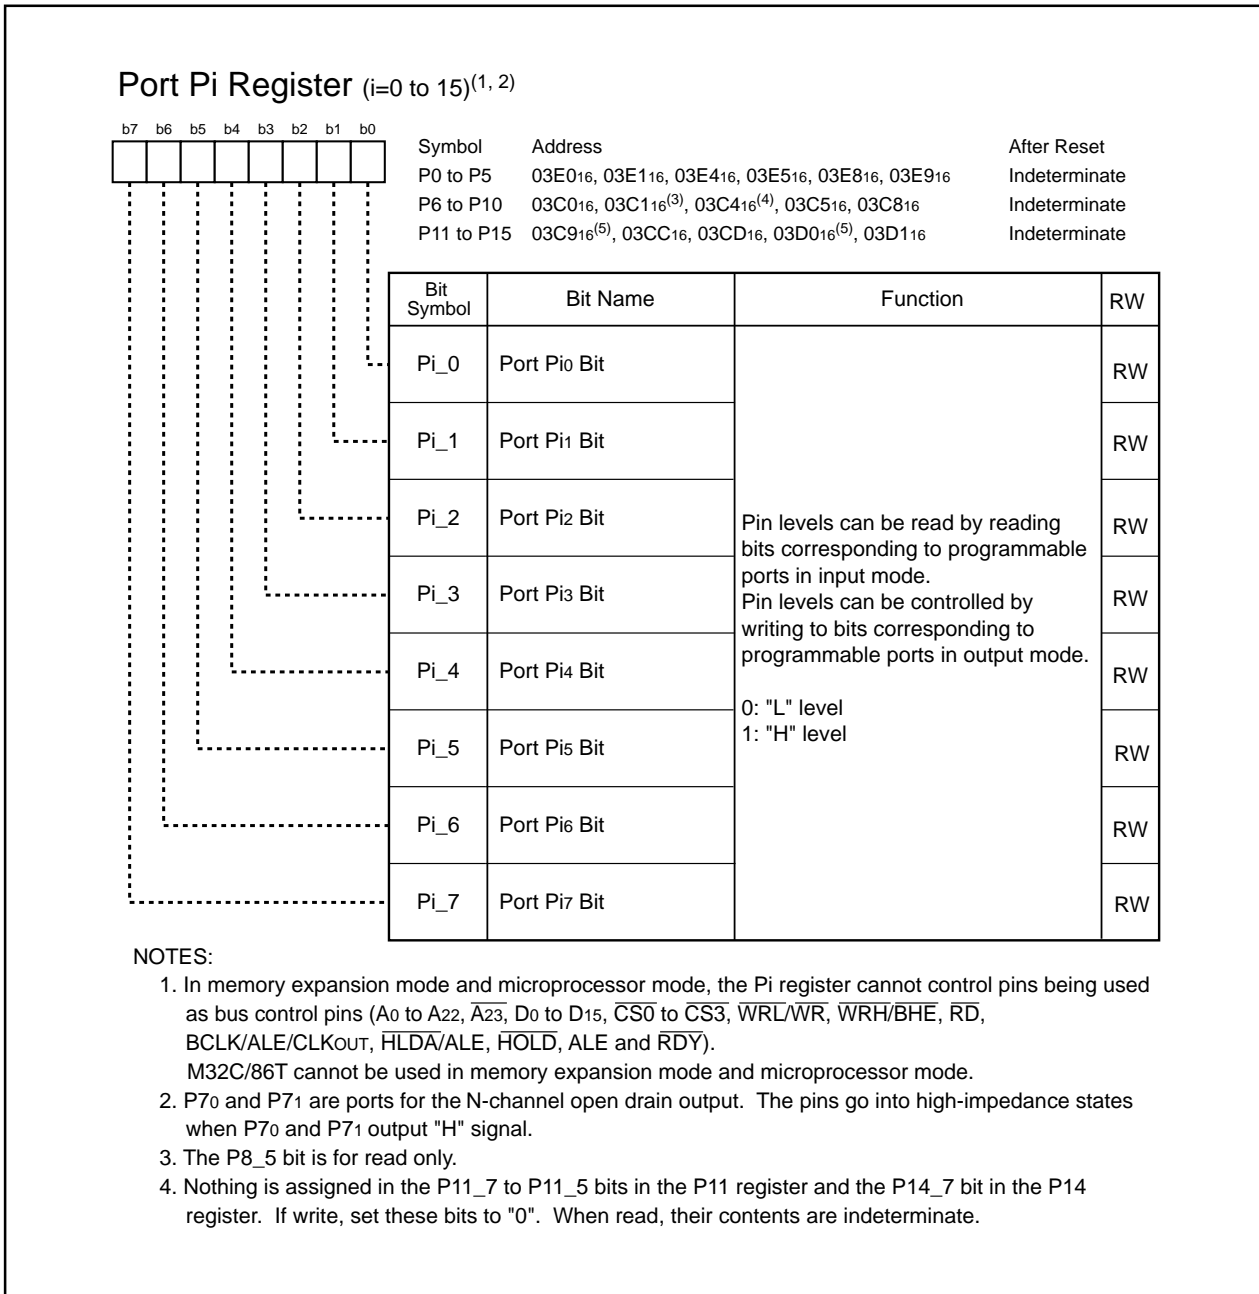 Port Pi Register (i=0 to 15)(1, 2)
b7 b6 b5 b4 b3 b2 b1 b0
Symbol Address After Reset
P0 to P5 03E016, 03E116, 03E416, 03E516, 03E816, 03E916 Indeterminate
P6 to P10 03C016, 03C116(3), 03C416(4), 03C516, 03C816 Indeterminate
P11 to P15 03C916(5), 03CC16, 03CD16, 03D016(5), 03D116 Indeterminate
Bit Symbol Bit Name Function RW
Pi_0 Port Pi0 Bit RW
Pi_1 Port Pi1 Bit RW
Pi_2 Port Pi2 Bit RW
Pi_3 Port Pi3 Bit RW
Pi_4 Port Pi4 Bit RW
Pi_5 Port Pi5 Bit RW
Pi_6 Port Pi6 Bit RW
Pi_7 Port Pi7 Bit RW
Pin levels can be read by reading
bits corresponding to programmable
ports in input mode.
Pin levels can be controlled by
writing to bits corresponding to
programmable ports in output mode.
0: "L" level
1: "H" level
NOTES:
1. In memory expansion mode and microprocessor mode, the Pi register cannot control pins being used
as bus control pins (A0 to A22, A23, D0 to D15, CS0 to CS3, WRL/WR, WRH/BHE, RD,
BCLK/ALE/CLKOUT, HLDA/ALE, HOLD, ALE and RDY).
M32C/86T cannot be used in memory expansion mode and microprocessor mode.
2. P70 and P71 are ports for the N-channel open drain output. The pins go into high-impedance states
when P70 and P71 output "H" signal.
3. The P8_5 bit is for read only.
4. Nothing is assigned in the P11_7 to P11_5 bits in the P11 register and the P14_7 bit in the P14
register. If write, set these bits to "0". When read, their contents are indeterminate.